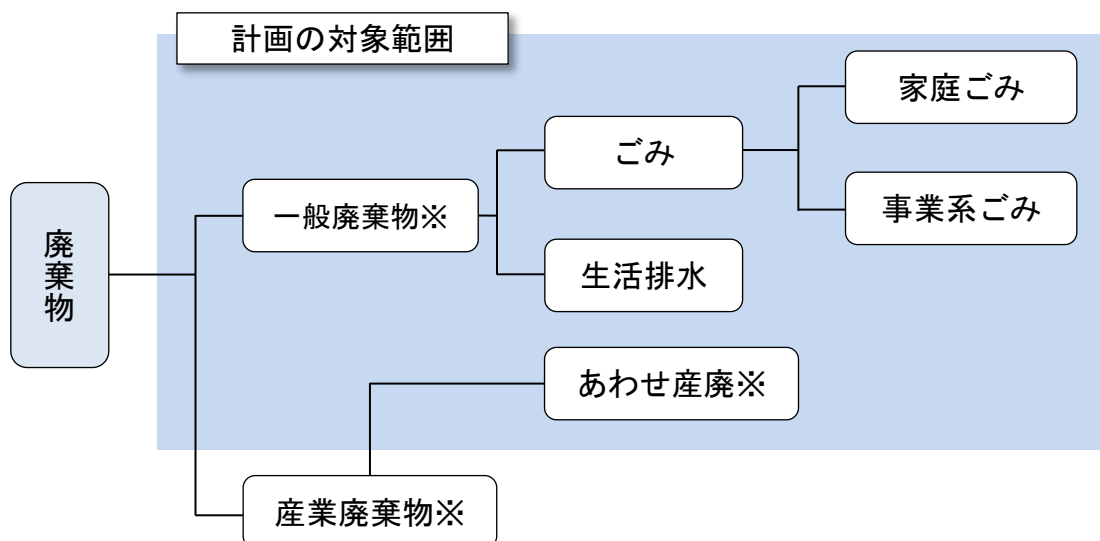 計画の対象範囲
廃棄物
一般廃棄物※
ごみ
家庭ごみ
事業系ごみ
生活排水
あわせ産廃※
産業廃棄物※